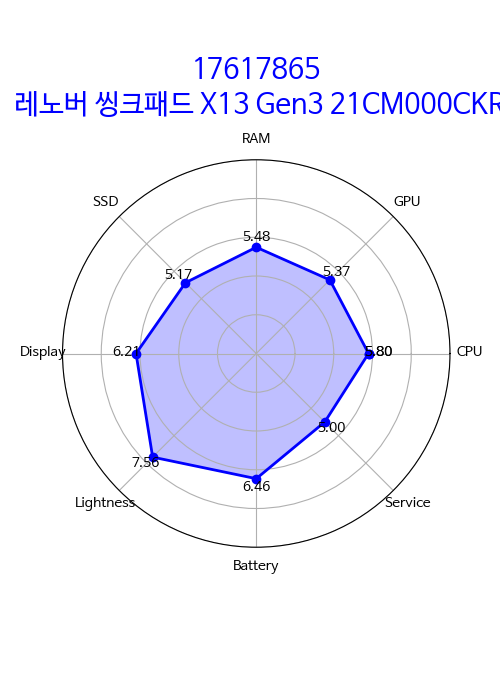 17617865
레노버 씽크패드 X13 Gen3 21CM000CKR
RAM
SSD
GPU
5.48
5.17
5.37
Display
6.21
5.80
CPU
7.56
5.00
6.46
Lightness
Service
Battery